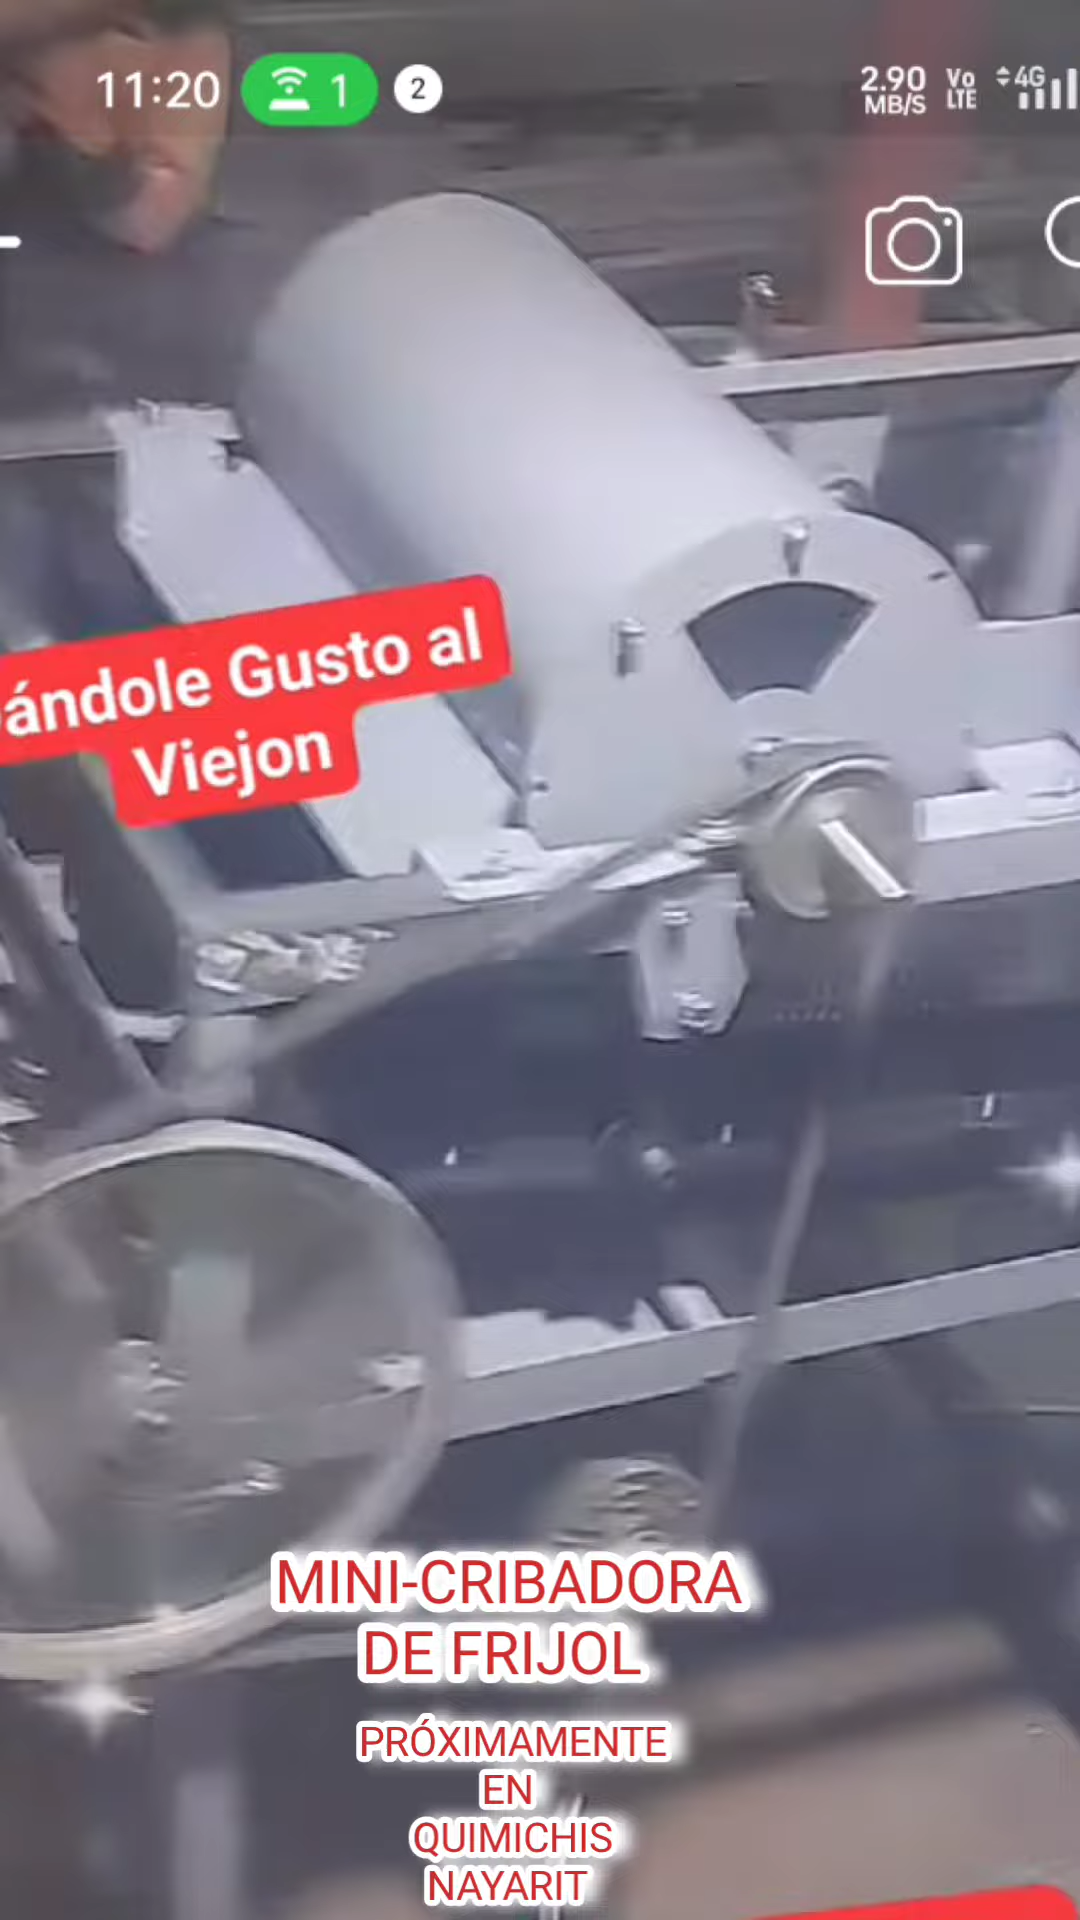 11:20 1 2 2.90 MB/S Vo LTE 4G
ándole Gusto al
Viejon
MINI-CRIBADORA
DE FRIJOL
PRÓXIMAMENTE
EN
QUIMICHIS
NAYARIT